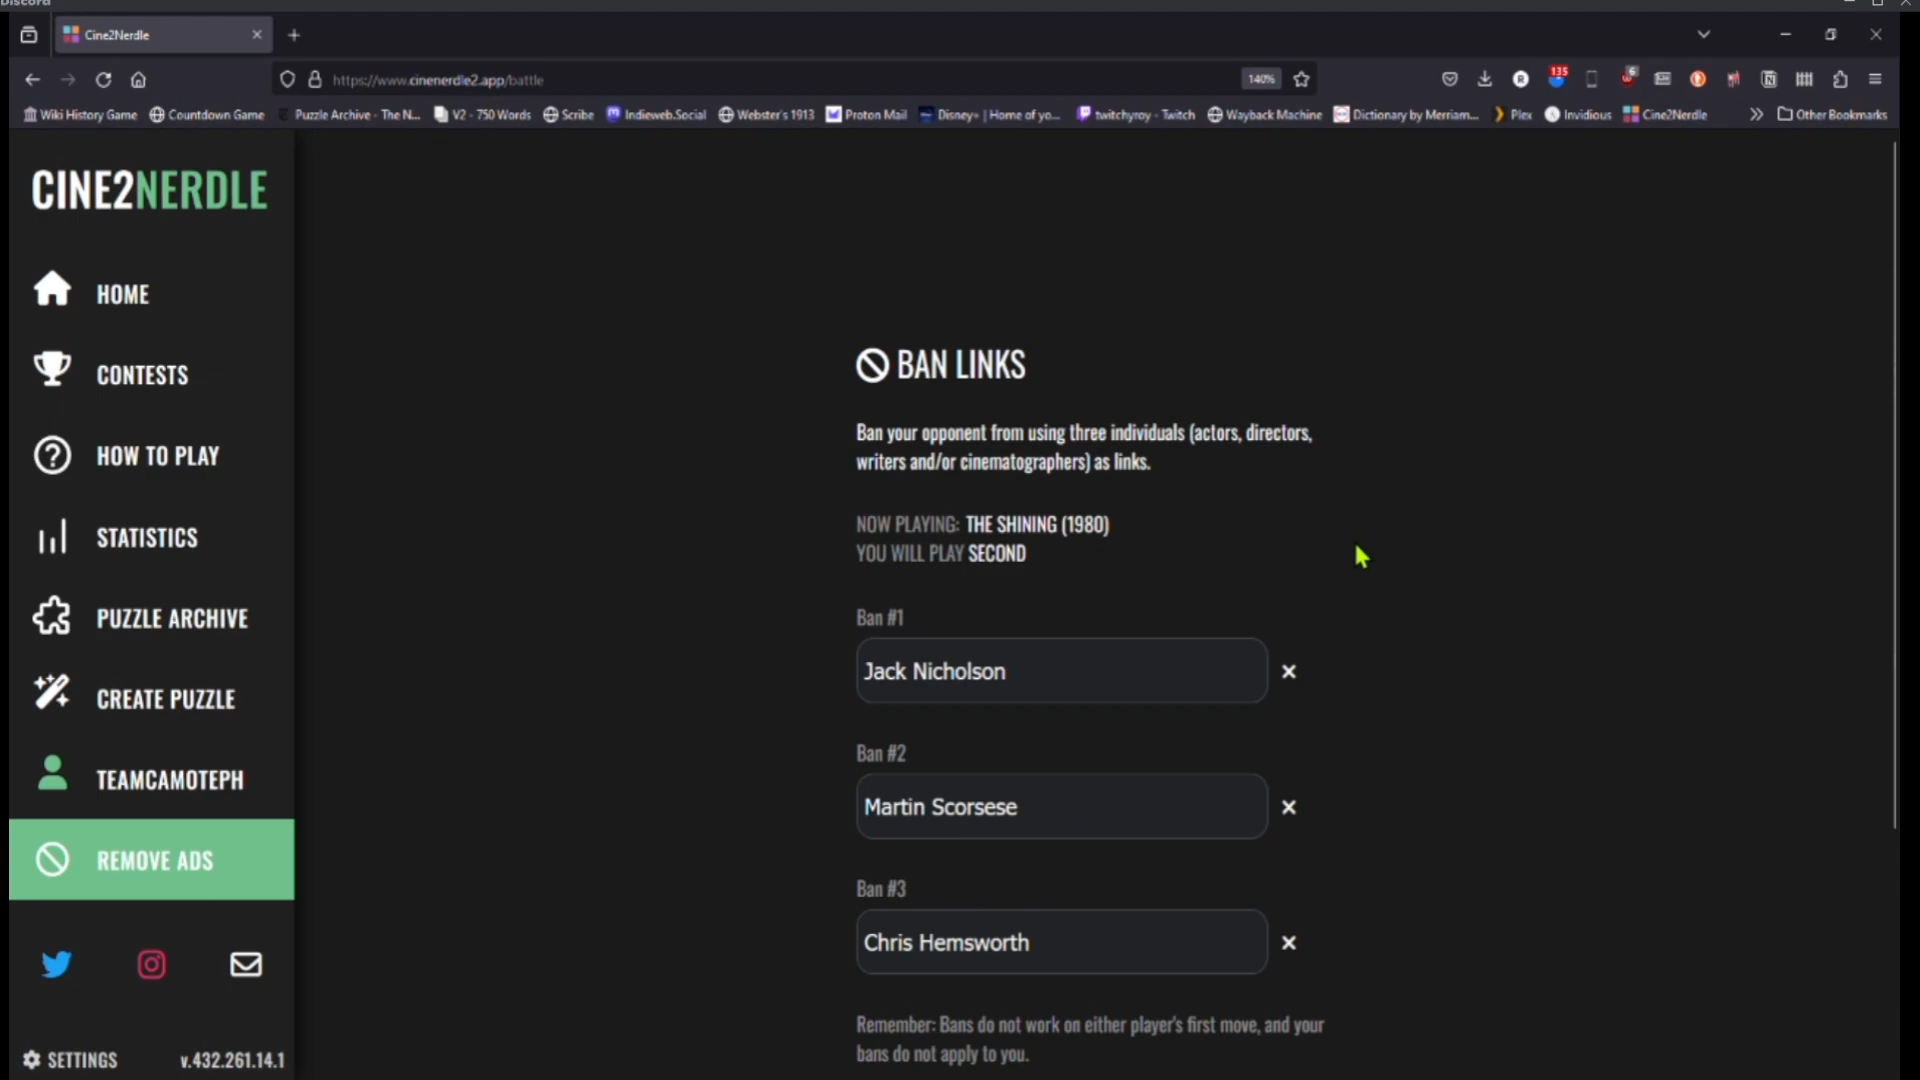 Discord
Cine2Nerdle
https://www.cinenerdle2.app/battle
140%
135
6
Wiki History Game
Countdown Game
Puzzle Archive - The N...
V2 - 750 Words
Scribe
Indieweb.Social
Webster's 1913
Proton Mail
Disney+ | Home of yo...
twitchyroy - Twitch
Wayback Machine
Dictionary by Merriam...
Plex
Invidious
Cine2Nerdle
Other Bookmarks
CINE2NERDLE
HOME
CONTESTS
HOW TO PLAY
STATISTICS
PUZZLE ARCHIVE
CREATE PUZZLE
TEAMCAMOTEPH
REMOVE ADS
SETTINGS
v.432.261.14.1
BAN LINKS
Ban your opponent from using three individuals (actors, directors,
writers and/or cinematographers) as links.
NOW PLAYING: THE SHINING (1980)
YOU WILL PLAY SECOND
Ban #1
Jack Nicholson
Ban #2
Martin Scorsese
Ban #3
Chris Hemsworth
Remember: Bans do not work on either player's first move, and your
bans do not apply to you.